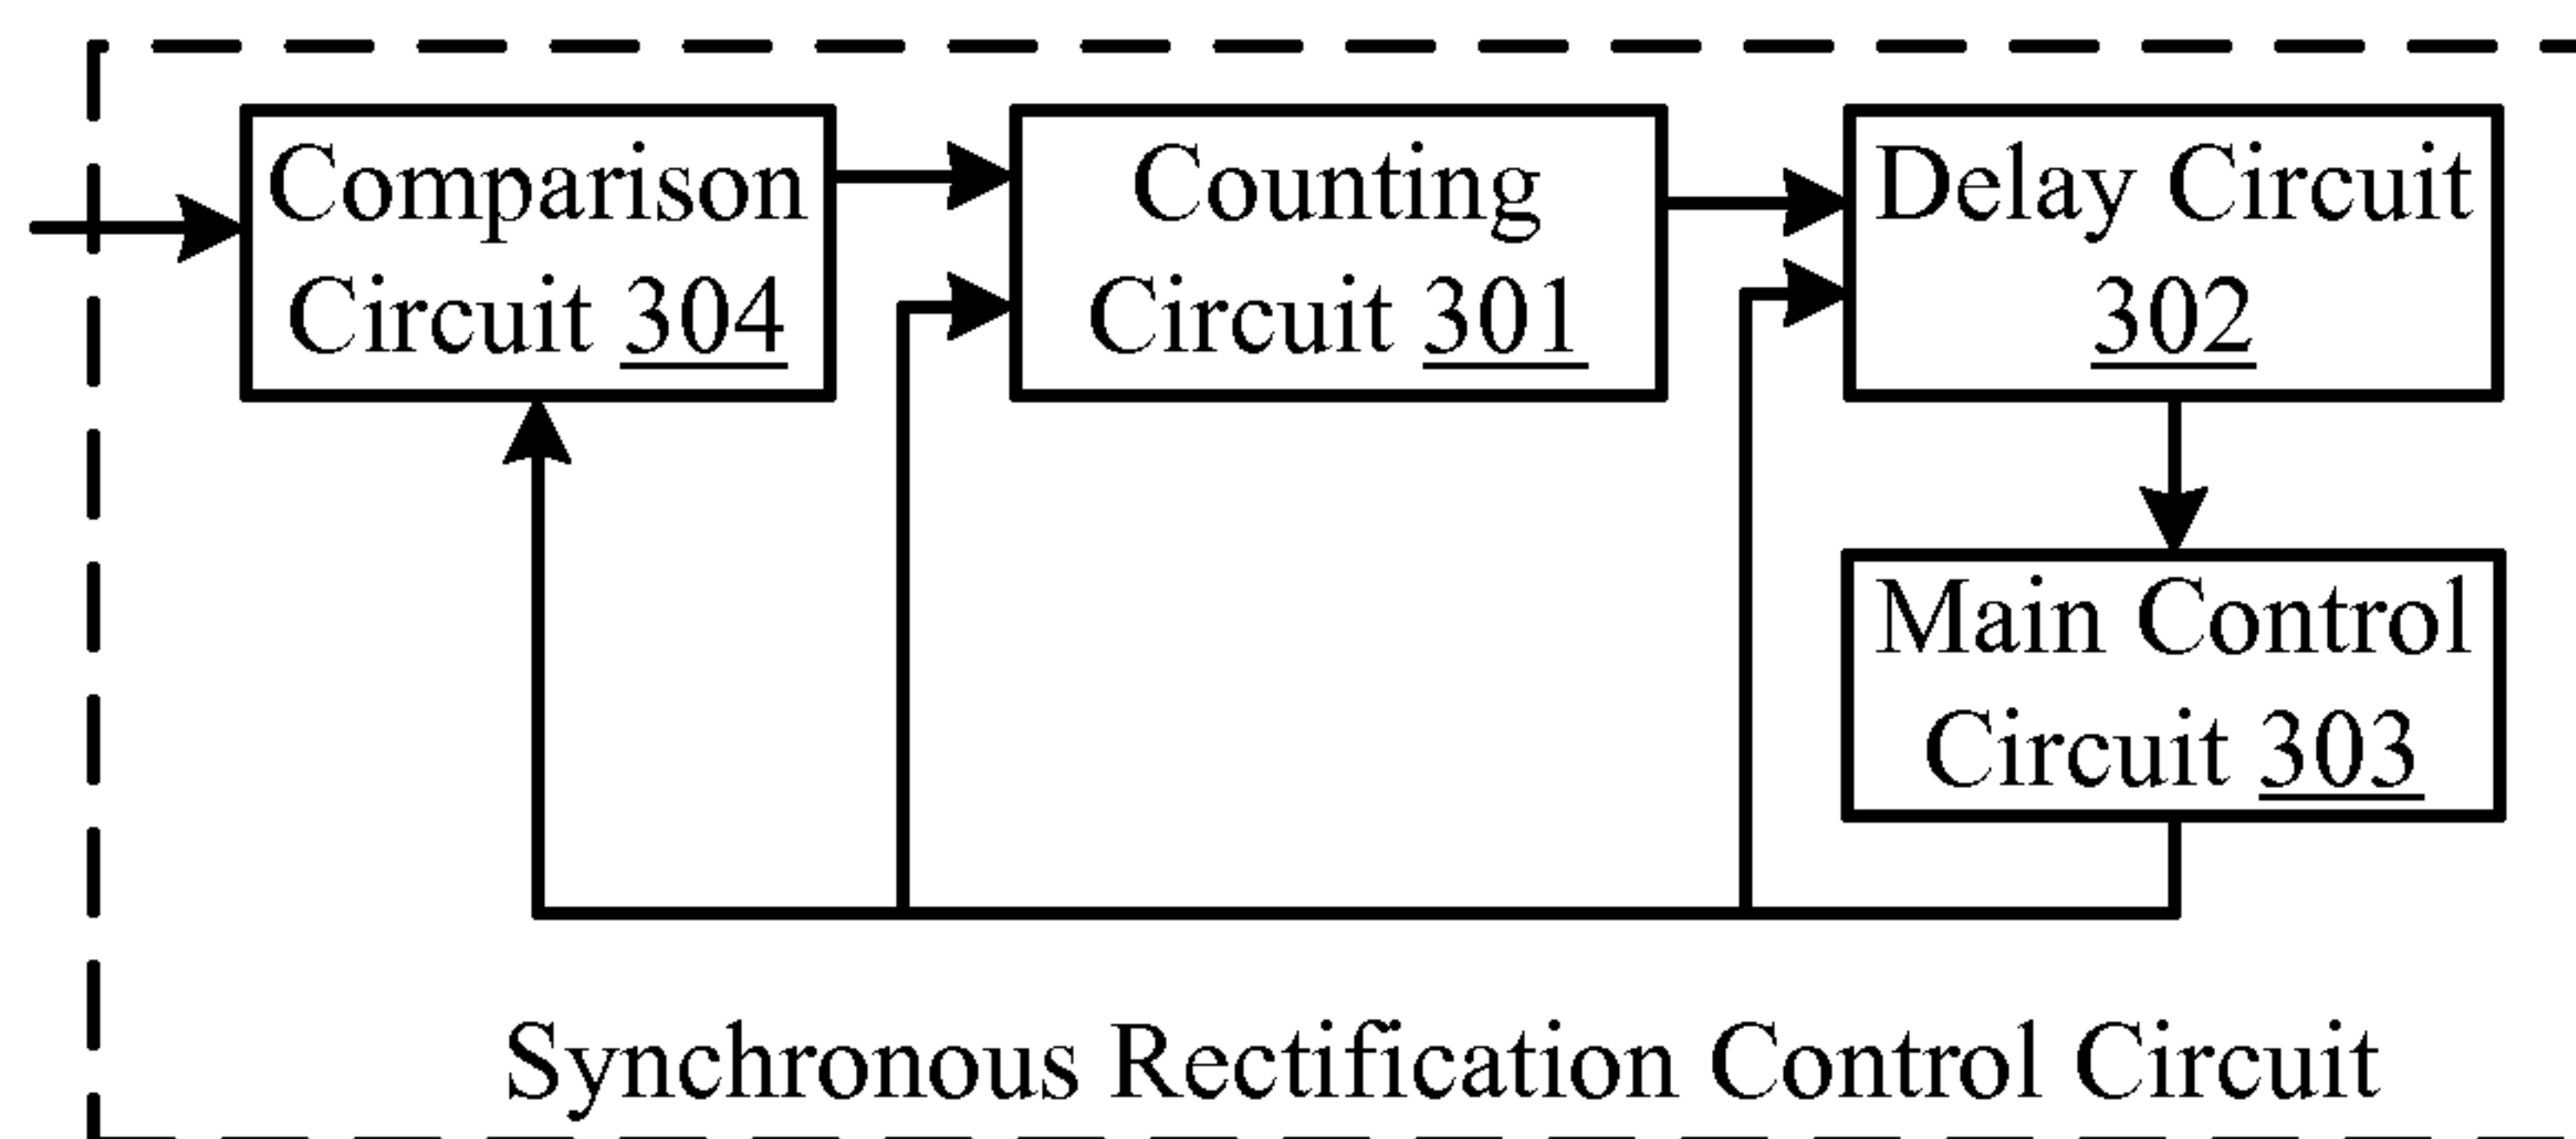 Comparison
Circuit 304
Counting
Circuit 301
Delay Circuit
302
Main Control
Circuit 303
Synchronous Rectification Control Circuit